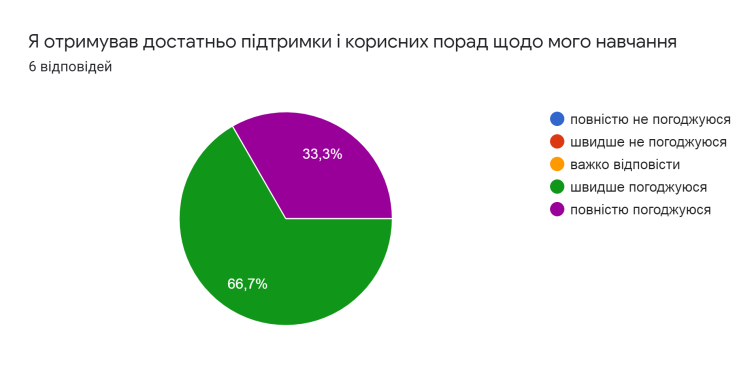 Я отримував достатньо підтримки і корисних порад щодо мого навчання
6 відповідей
повністю не погоджуюся
швидше не погоджуюся
важко відповісти
швидше погоджуюся
повністю погоджуюся
33,3%
66,7%